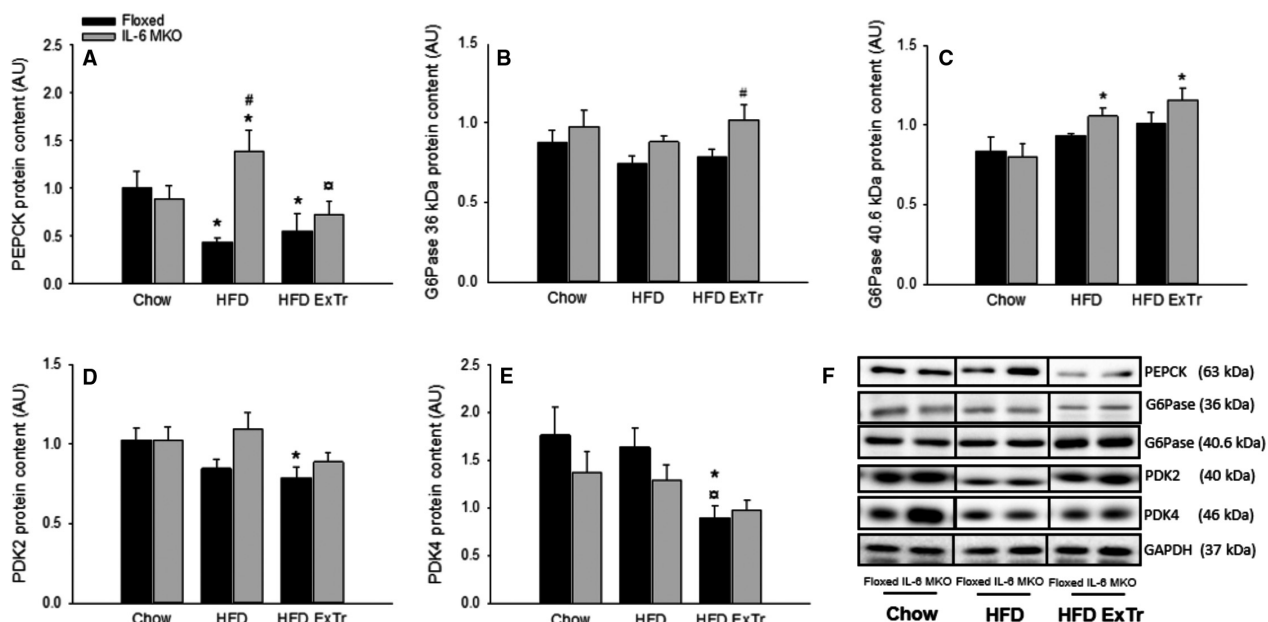 Floxed
IL-6 MKO
A
PEPCK protein content (AU)
2.5
2.0
1.5
1.0
0.5
0.0
*
#
*
*
¤
Chow HFD HFD ExTr
B
G6Pase 36 kDa protein content (AU)
1.5
1.0
0.5
0.0
#
Chow HFD HFD ExTr
C
G6Pase 40.6 kDa protein content (AU)
1.5
1.0
0.5
0.0
*
*
Chow HFD HFD ExTr
D
PDK2 protein content (AU)
1.5
1.0
0.5
0.0
*
Chow HFD HFD ExTr
E
PDK4 protein content (AU)
2.5
2.0
1.5
1.0
0.5
0.0
*
¤
Chow HFD HFD ExTr
F
PEPCK (63 kDa)
G6Pase (36 kDa)
G6Pase (40.6 kDa)
PDK2 (40 kDa)
PDK4 (46 kDa)
GAPDH (37 kDa)
Floxed IL-6 MKO Floxed IL-6 MKO Floxed IL-6 MKO
Chow HFD HFD ExTr